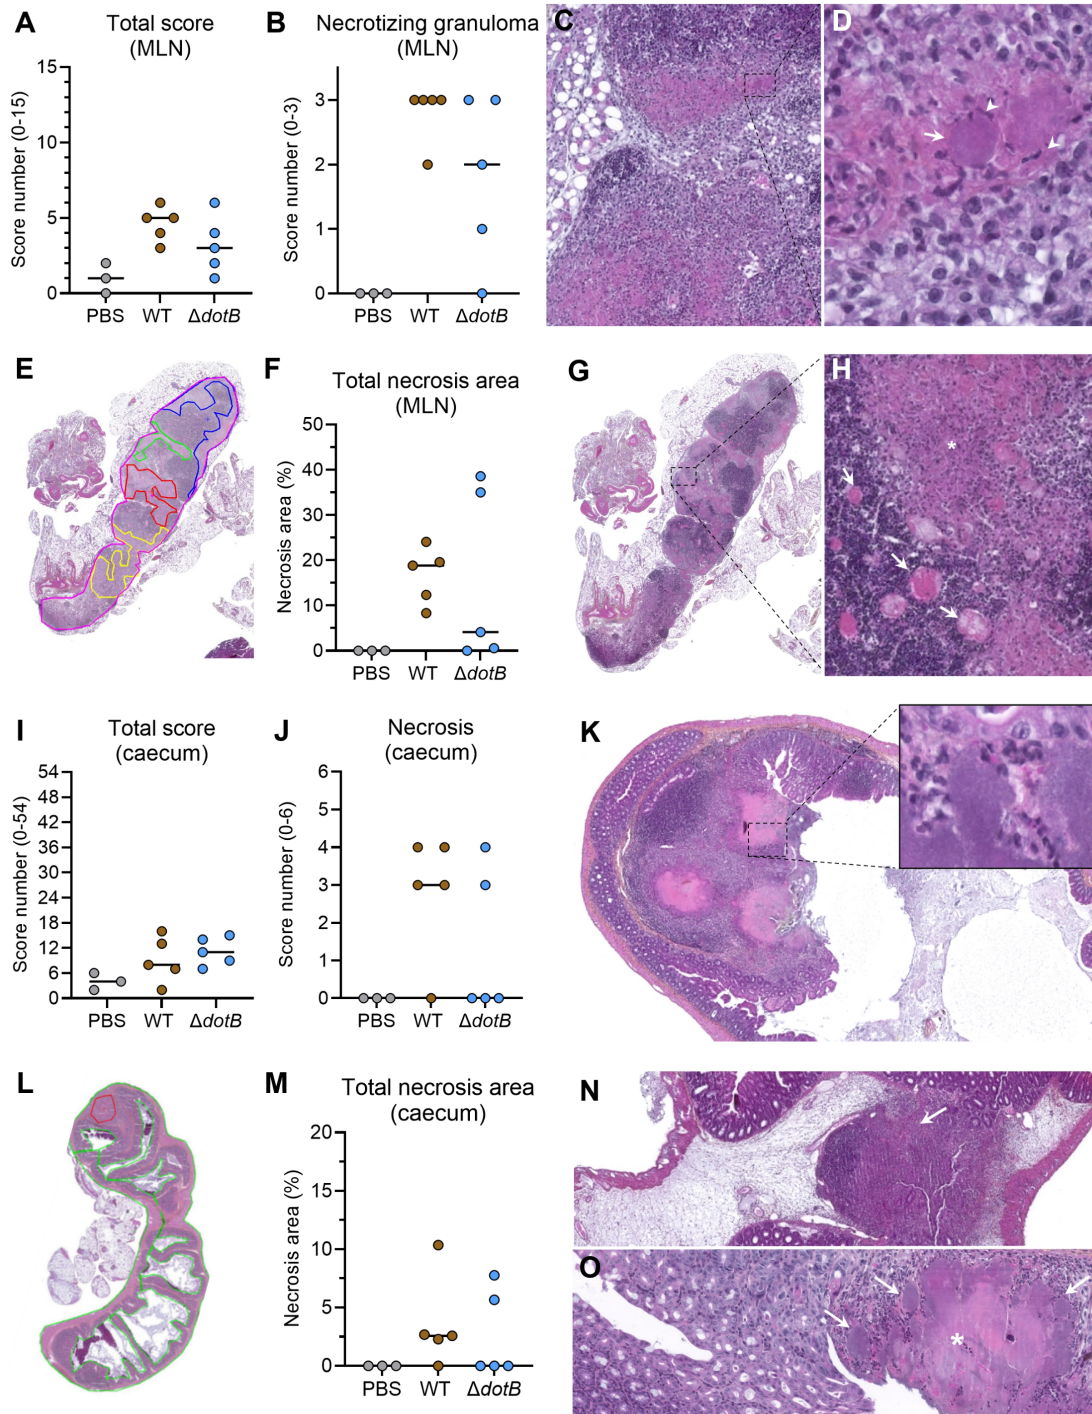 A
Total score
(MLN)
Score number (0-15)
15
10
5
0
PBS
WT
ΔdotB
B
Necrotizing granuloma
(MLN)
Score number (0-3)
3
2
1
0
PBS
WT
ΔdotB
C
D
E
F
Total necrosis area
(MLN)
Necrosis area (%)
50
40
30
20
10
0
PBS
WT
ΔdotB
G
H
*
I
Total score
(caecum)
Score number (0-54)
54
48
42
36
30
24
18
12
6
0
PBS
WT
ΔdotB
J
Necrosis
(caecum)
Score number (0-6)
6
5
4
3
2
1
0
PBS
WT
ΔdotB
K
L
M
Total necrosis area
(caecum)
Necrosis area (%)
20
15
10
5
0
PBS
WT
ΔdotB
N
O
*